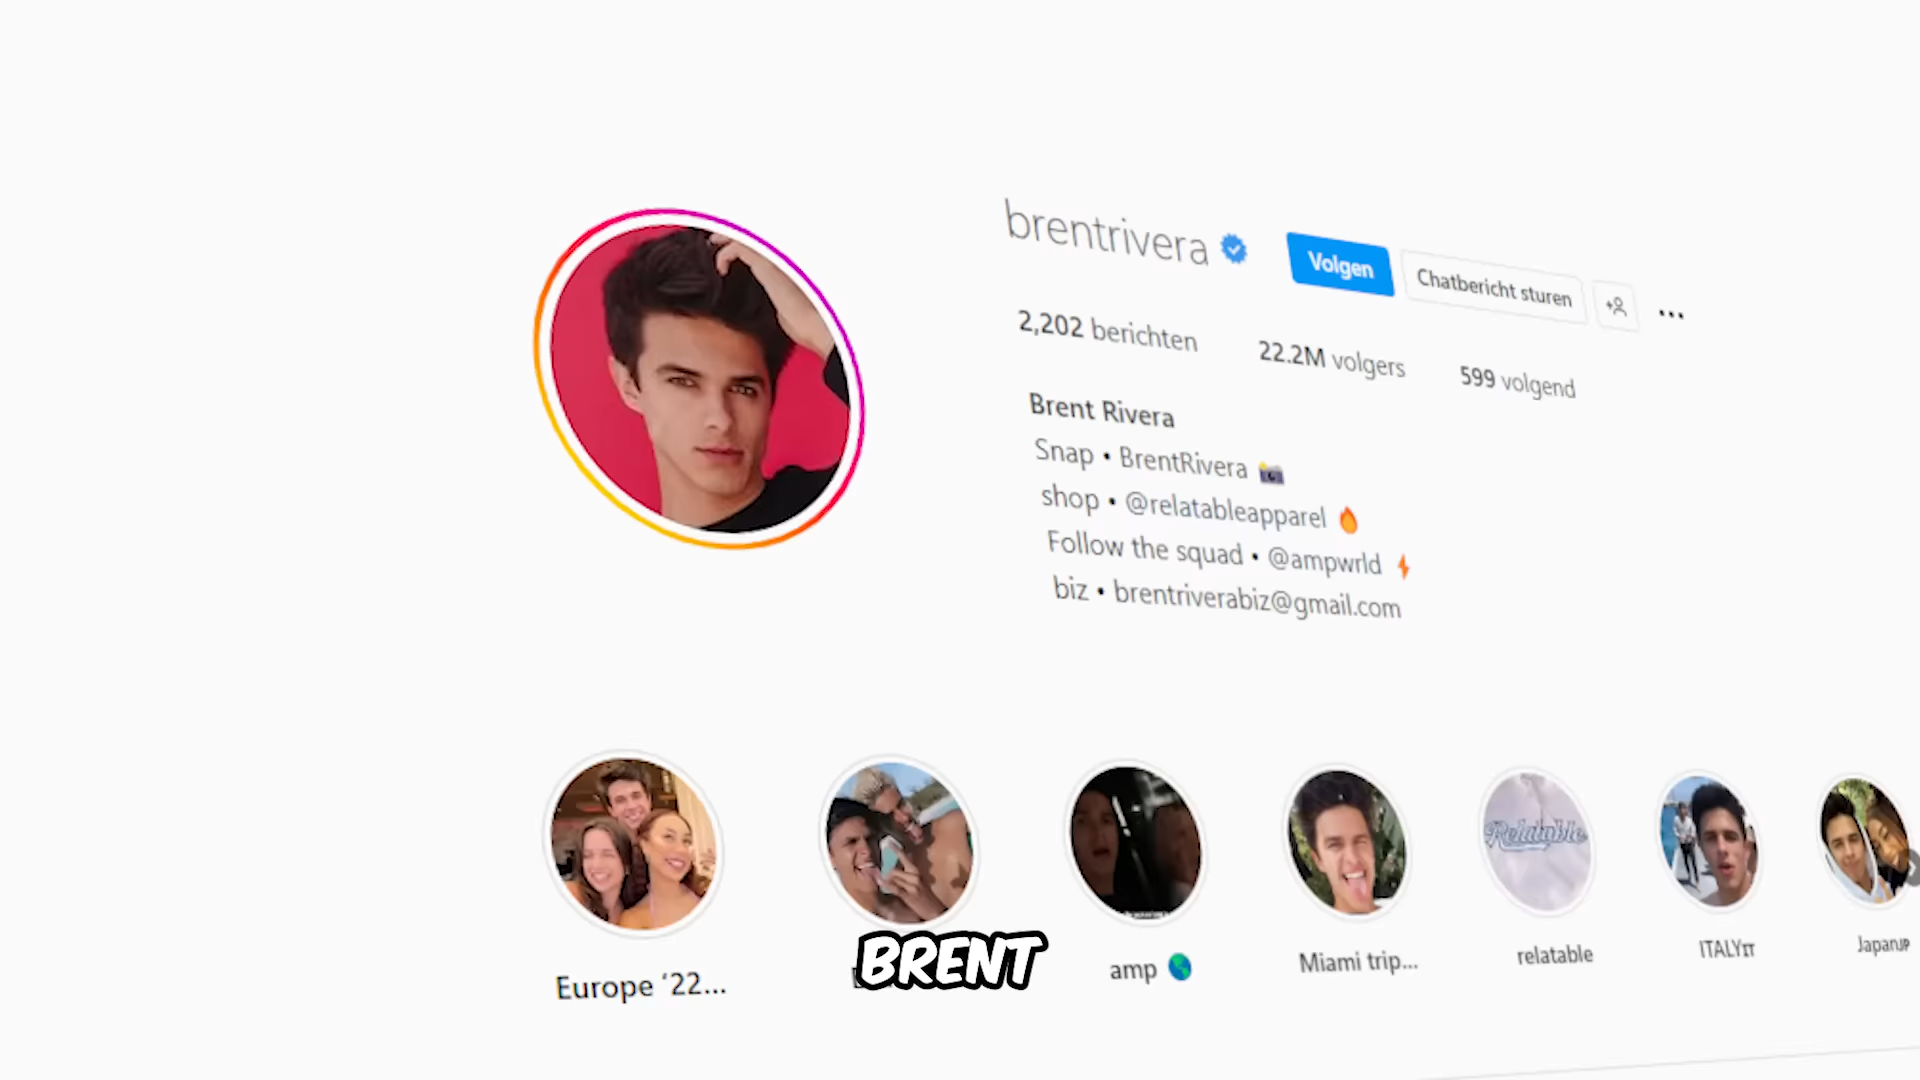 brentrivera
Volgen
Chatbericht sturen
2,202 berichten
22.2M volgers
599 volgend
Brent Rivera
Snap • BrentRivera 📸
shop • @relatableapparel 🔥
Follow the squad • @ampwrld ⚡
biz • brentriverabiz@gmail.com
Relatable
Europe ‘22...
BRENT
amp 🌎
Miami trip...
relatable
ITALY🇮🇹
Japan🇯🇵